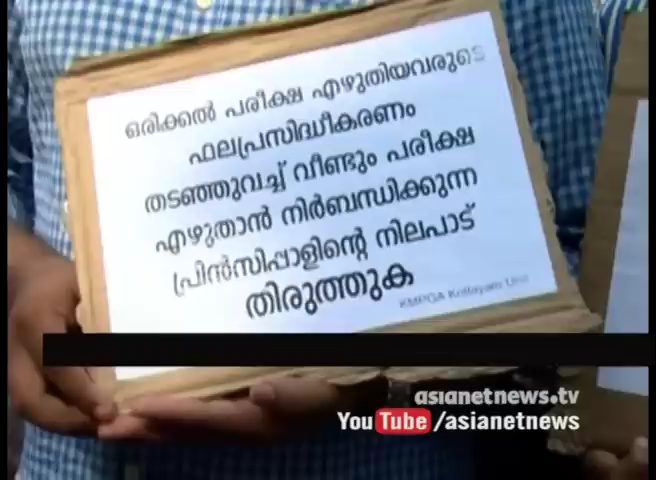 ഒരിക്കൽ പരീക്ഷ എഴുതിയവരുടെ
ഫലപ്രസിദ്ധീകരണം
തടഞ്ഞുവച്ച് വീണ്ടും പരീക്ഷ
എഴുതാൻ നിർബന്ധിക്കുന്ന
പ്രിൻസിപ്പാളിന്റെ നിലപാട്
തിരുത്തുക
KMPGA Kottayam Unit
asianetnews.tv
YouTube /asianetnews